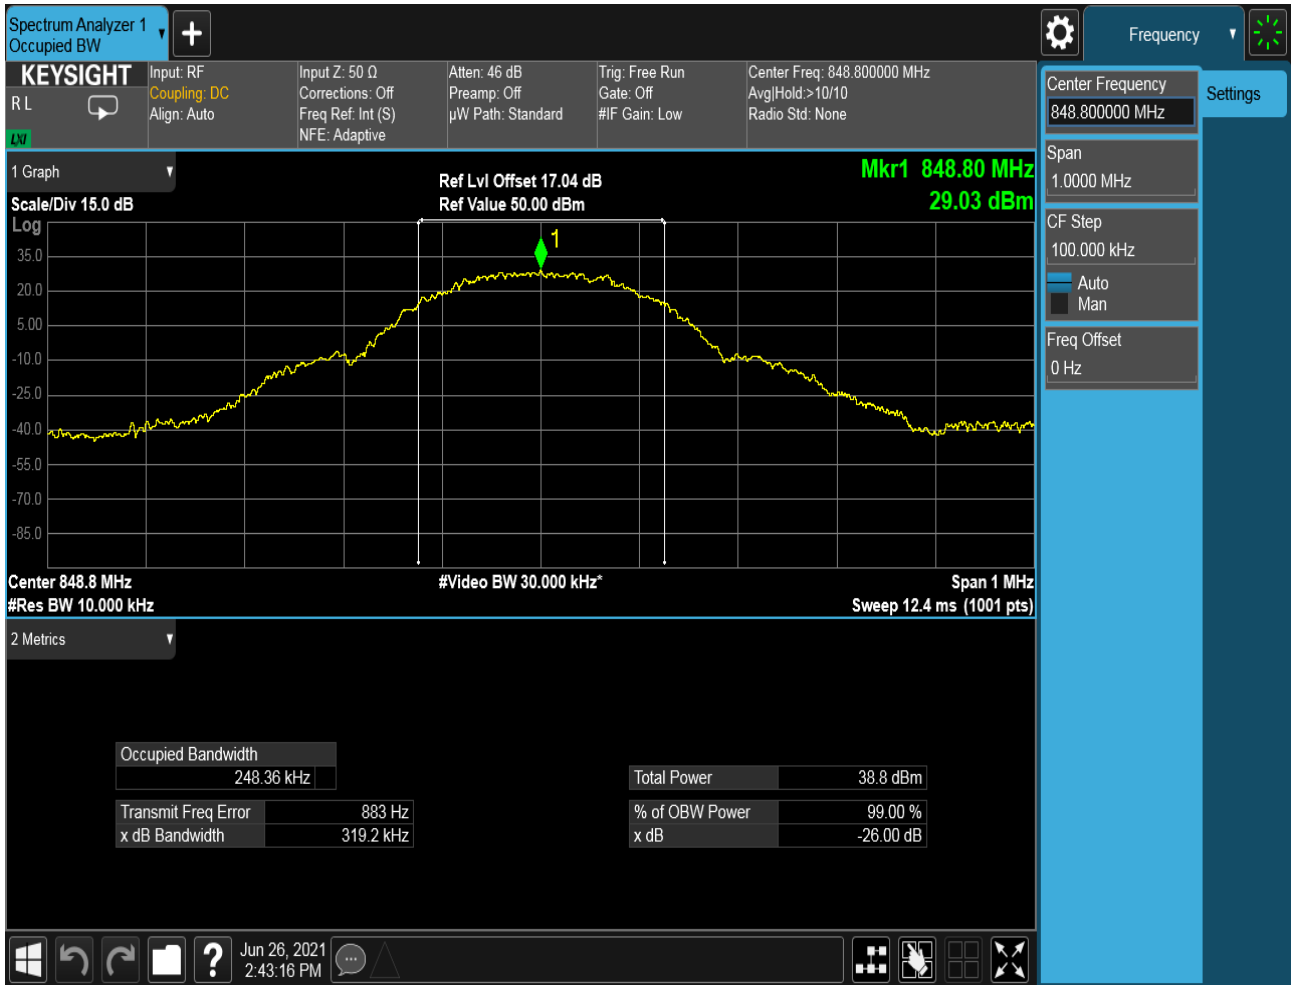 Spectrum Analyzer 1
Occupied BW
Frequency
KEYSIGHT
R L
LXI
Input: RF
Coupling: DC
Align: Auto
Input Z: 50 Ω
Corrections: Off
Freq Ref: Int (S)
NFE: Adaptive
Atten: 46 dB
Preamp: Off
µW Path: Standard
Trig: Free Run
Gate: Off
#IF Gain: Low
Center Freq: 848.800000 MHz
Avg|Hold:>10/10
Radio Std: None
Center Frequency
848.800000 MHz
Settings
Span
1.0000 MHz
CF Step
100.000 kHz
Auto
Man
Freq Offset
0 Hz
1 Graph
Scale/Div 15.0 dB
Log
Ref Lvl Offset 17.04 dB
Ref Value 50.00 dBm
Mkr1 848.80 MHz
29.03 dBm
1
35.0
20.0
5.00
-10.0
-25.0
-40.0
-55.0
-70.0
-85.0
Center 848.8 MHz
#Res BW 10.000 kHz
#Video BW 30.000 kHz*
Span 1 MHz
Sweep 12.4 ms (1001 pts)
2 Metrics
Occupied Bandwidth
248.36 kHz
Transmit Freq Error 883 Hz
x dB Bandwidth 319.2 kHz
Total Power 38.8 dBm
% of OBW Power 99.00 %
x dB -26.00 dB
?
Jun 26, 2021
2:43:16 PM